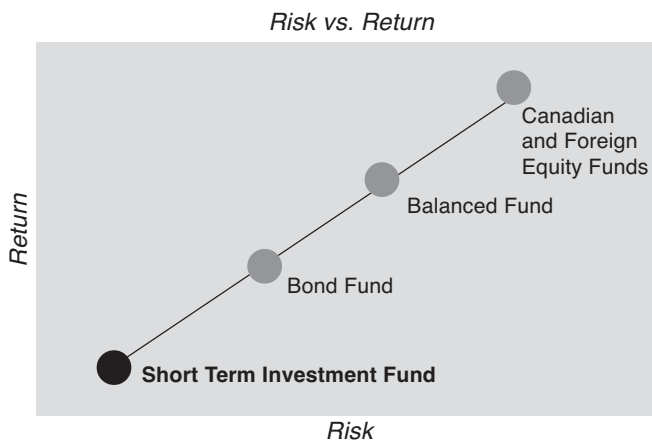 Risk vs. Return
Canadian
and Foreign
Equity Funds
Balanced Fund
Return
Bond Fund
Short Term Investment Fund
Risk